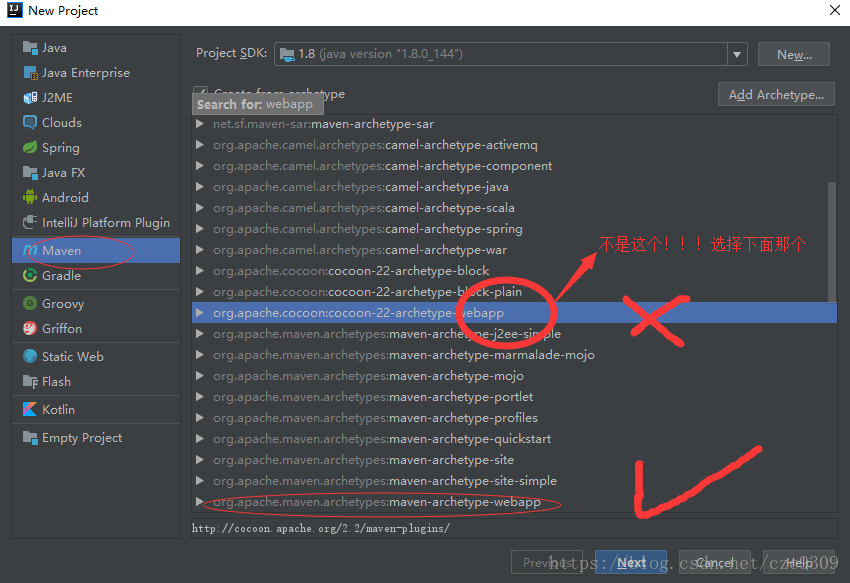 New Project
Java
Java Enterprise
J2ME
Clouds
Spring
Java FX
Android
IntelliJ Platform Plugin
Maven
Gradle
Groovy
Griffon
Static Web
Flash
Kotlin
Empty Project
Project SDK: 1.8 (java version "1.8.0_144") New...
Create from archetype Add Archetype...
Search for: webapp
net.sf.maven-sar:maven-archetype-sar
org.apache.camel.archetypes:camel-archetype-activemq
org.apache.camel.archetypes:camel-archetype-component
org.apache.camel.archetypes:camel-archetype-java
org.apache.camel.archetypes:camel-archetype-scala
org.apache.camel.archetypes:camel-archetype-spring
不是这个！！！选择下面那个
org.apache.camel.archetypes:camel-archetype-war
org.apache.cocoon:cocoon-22-archetype-block
org.apache.cocoon:cocoon-22-archetype-block-plain
org.apache.cocoon:cocoon-22-archetype-webapp
org.apache.maven.archetypes:maven-archetype-j2ee-simple
org.apache.maven.archetypes:maven-archetype-marmalade-mojo
org.apache.maven.archetypes:maven-archetype-mojo
org.apache.maven.archetypes:maven-archetype-portlet
org.apache.maven.archetypes:maven-archetype-profiles
org.apache.maven.archetypes:maven-archetype-quickstart
org.apache.maven.archetypes:maven-archetype-site
org.apache.maven.archetypes:maven-archetype-site-simple
org.apache.maven.archetypes:maven-archetype-webapp
http://cocoon.apache.org/2.2/maven-plugins/
Previous Next Cancel Help
https://blog.csdn.net/czc9309